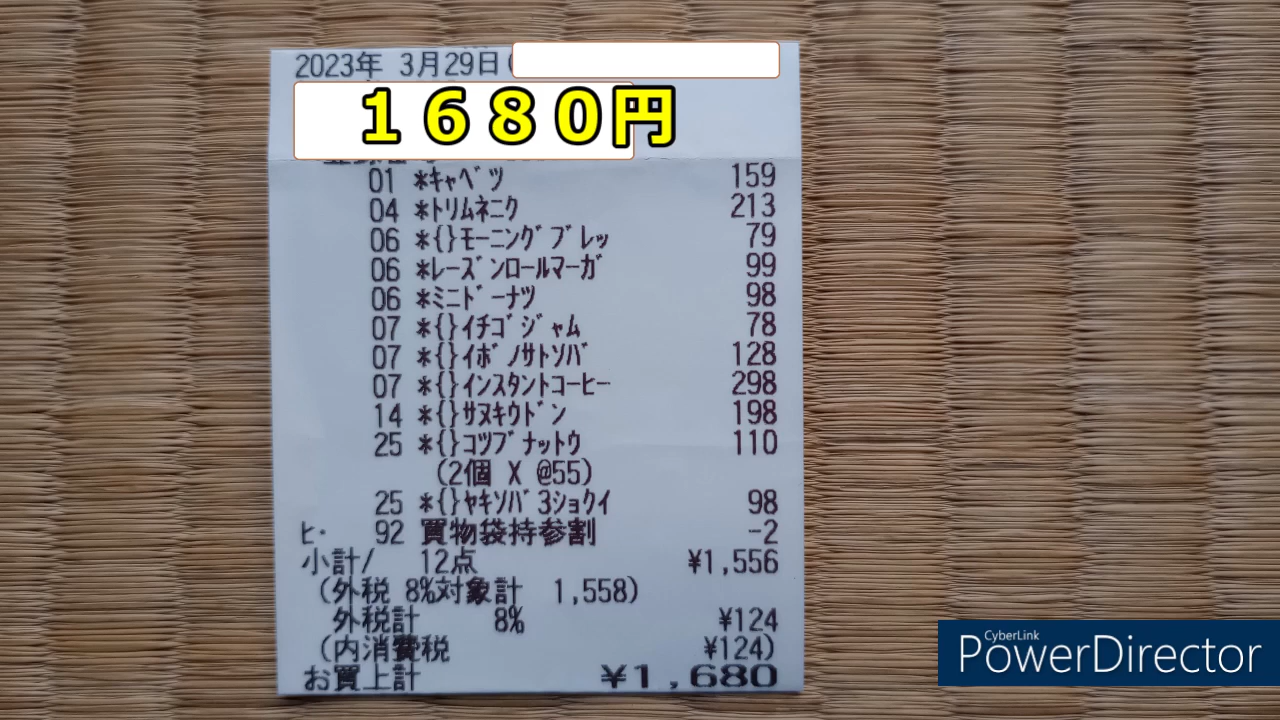 2023年 3月29日(
1680円
01 *ｷｬﾍﾞﾂ 159
04 *ﾄﾘﾑﾈﾆｸ 213
06 *{}ﾓｰﾆﾝｸﾞﾌﾞﾚｯ 79
06 *ﾚｰｽﾞﾝﾛｰﾙﾏｰｶﾞ 99
06 *ﾐﾆﾄﾞｰﾅﾂ 98
07 *{}ｲﾁｺﾞｼﾞｬﾑ 78
07 *{}ｲﾎﾞﾉｻﾄｿﾊﾞ 128
07 *{}ｲﾝｽﾀﾝﾄｺｰﾋｰ 298
14 *{}ｻﾇｷｳﾄﾞﾝ 198
25 *{}ｺﾂﾌﾞﾅｯﾄｳ 110
(2個 X @55)
25 *{}ﾔｷｿﾊﾞ3ｼｮｸｲ 98
ﾋ･ 92 買物袋持参割 -2
小計/ 12点 ¥1,556
(外税 8%対象計 1,558)
外税計 8% ¥124
(内消費税 ¥124)
お買上計 ¥1,680
CyberLink
PowerDirector